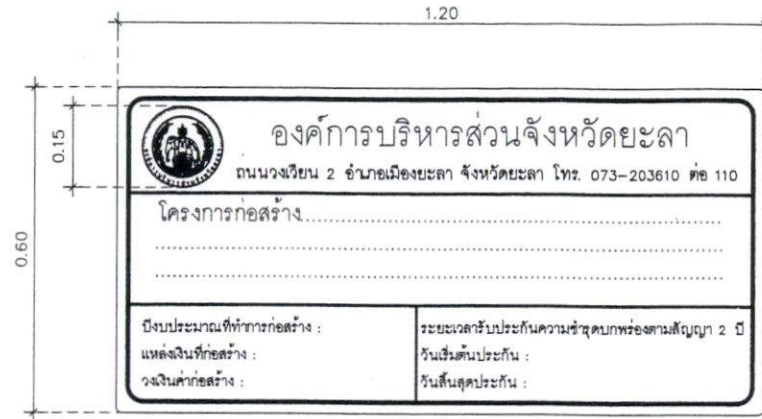 1.20
0.60
0.15
องค์การบริหารส่วนจังหวัดยะลา
ถนนวงเวียน 2 อำเภอเมืองยะลา จังหวัดยะลา โทร. 073-203610 ต่อ 110
โครงการก่อสร้าง
ปีงบประมาณที่ทำการก่อสร้าง :
แหล่งเงินที่ก่อสร้าง :
วงเงินค่าก่อสร้าง :
ระยะเวลารับประกันความชำรุดบกพร่องตามสัญญา 2 ปี
วันเริ่มต้นประกัน :
วันสิ้นสุดประกัน :